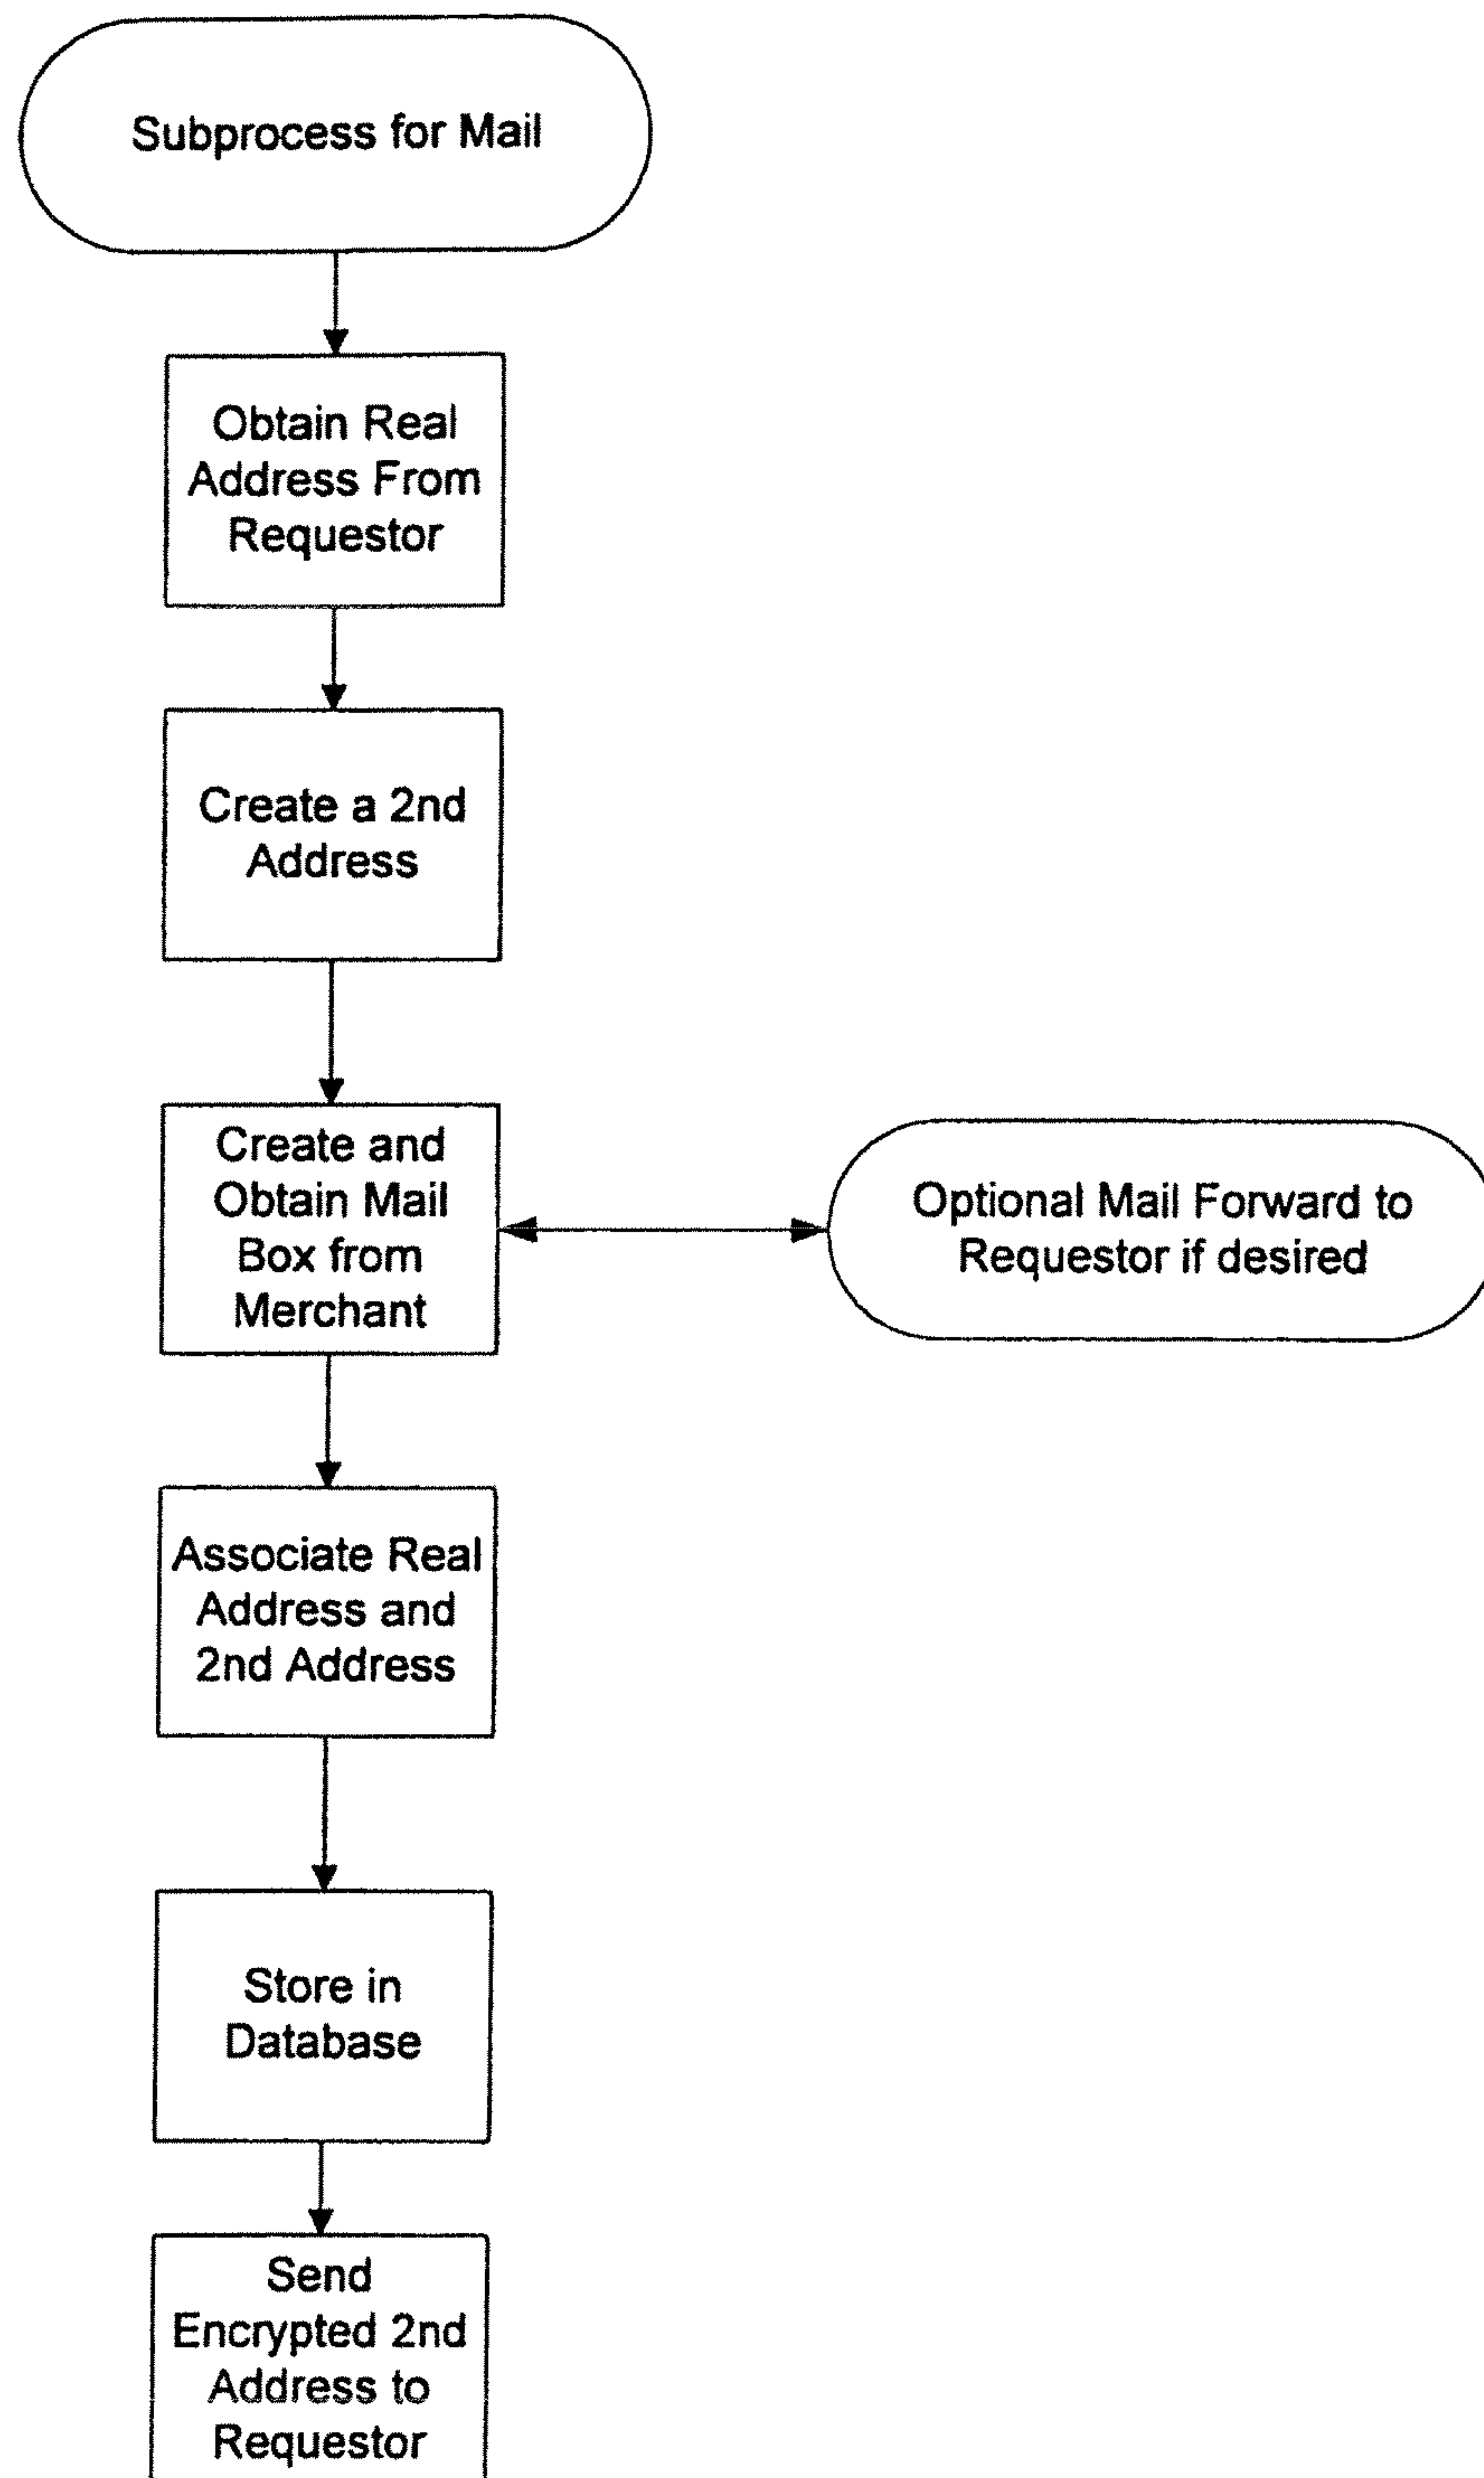 Subprocess for Mail
Obtain Real
Address From
Requestor
Create a 2nd
Address
Create and
Obtain Mail
Box from
Merchant
Optional Mail Forward to
Requestor if desired
Associate Real
Address and
2nd Address
Store in
Database
Send
Encrypted 2nd
Address to
Requestor